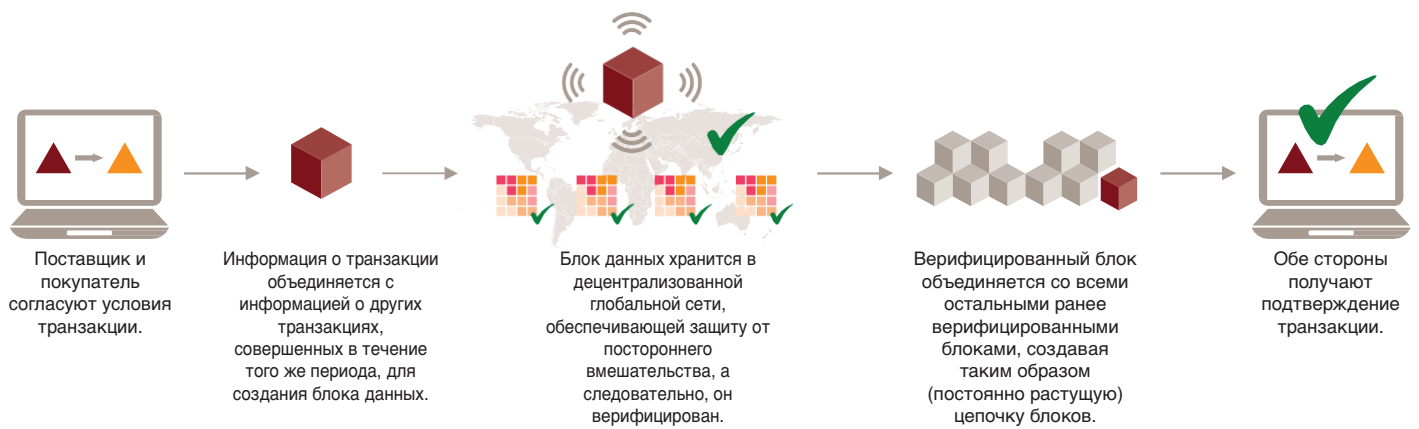 Поставщик и
покупатель
согласуют условия
транзакции.
Информация о транзакции
объединяется с
информацией о других
транзакциях,
совершенных в течение
того же периода, для
создания блока данных.
Блок данных хранится в
децентрализованной
глобальной сети,
обеспечивающей защиту от
постороннего
вмешательства, а
следовательно, он
верифицирован.
Верифицированный блок
объединяется со всеми
остальными ранее
верифицированными
блоками, создавая
таким образом
(постоянно растущую)
цепочку блоков.
Обе стороны
получают
подтверждение
транзакции.